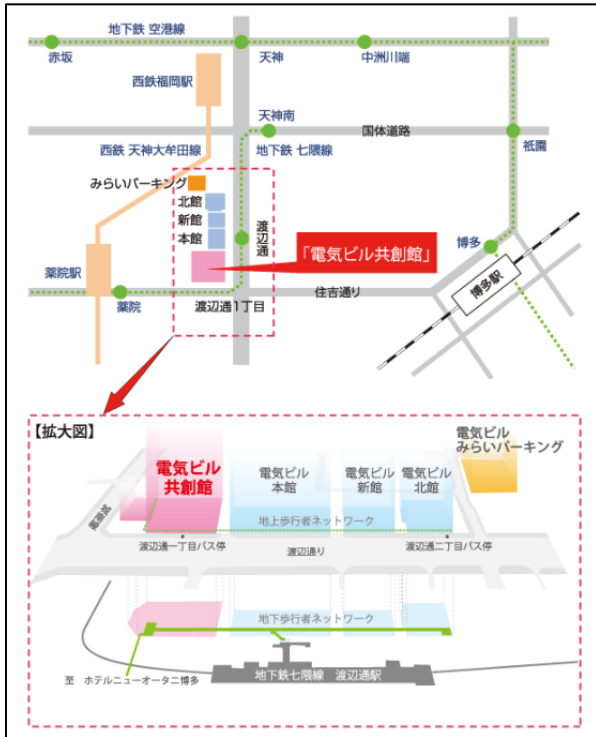 地下鉄 空港線
赤坂
天神
中洲川端
西鉄福岡駅
天神南
国体道路
祇園
西鉄 天神大牟田線
地下鉄 七隈線
みらいパーキング
北館
新館
本館
渡辺通
「電気ビル共創館」
博多
薬院駅
博多駅
薬院
渡辺通1丁目
住吉通り
【拡大図】
電気ビル
共創館
電気ビル
本館
電気ビル
新館
電気ビル
北館
電気ビル
みらいパーキング
地上歩行者ネットワーク
渡辺通一丁目バス停
渡辺通り
渡辺通二丁目バス停
地下歩行者ネットワーク
至 ホテルニューオータニ博多
地下鉄七隈線 渡辺通駅